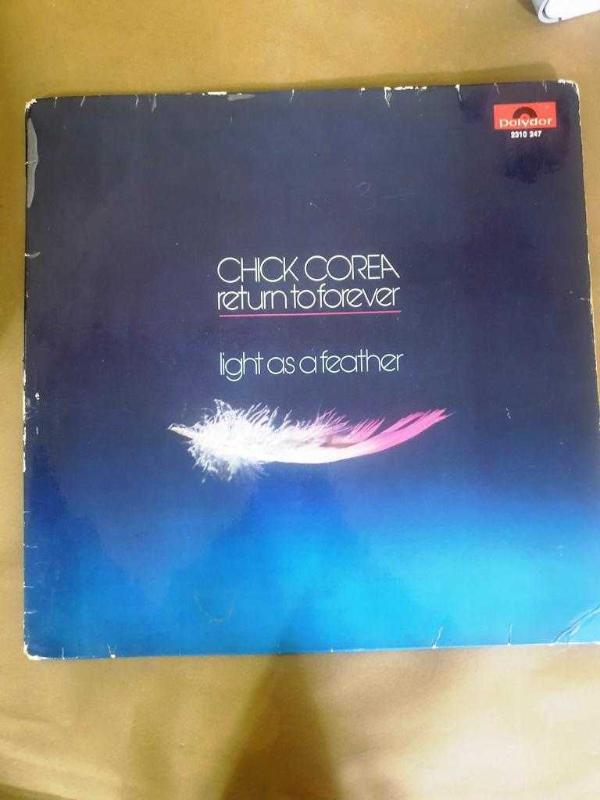 Polydor
2310 247
CHICK COREA
return to forever
light as a feather